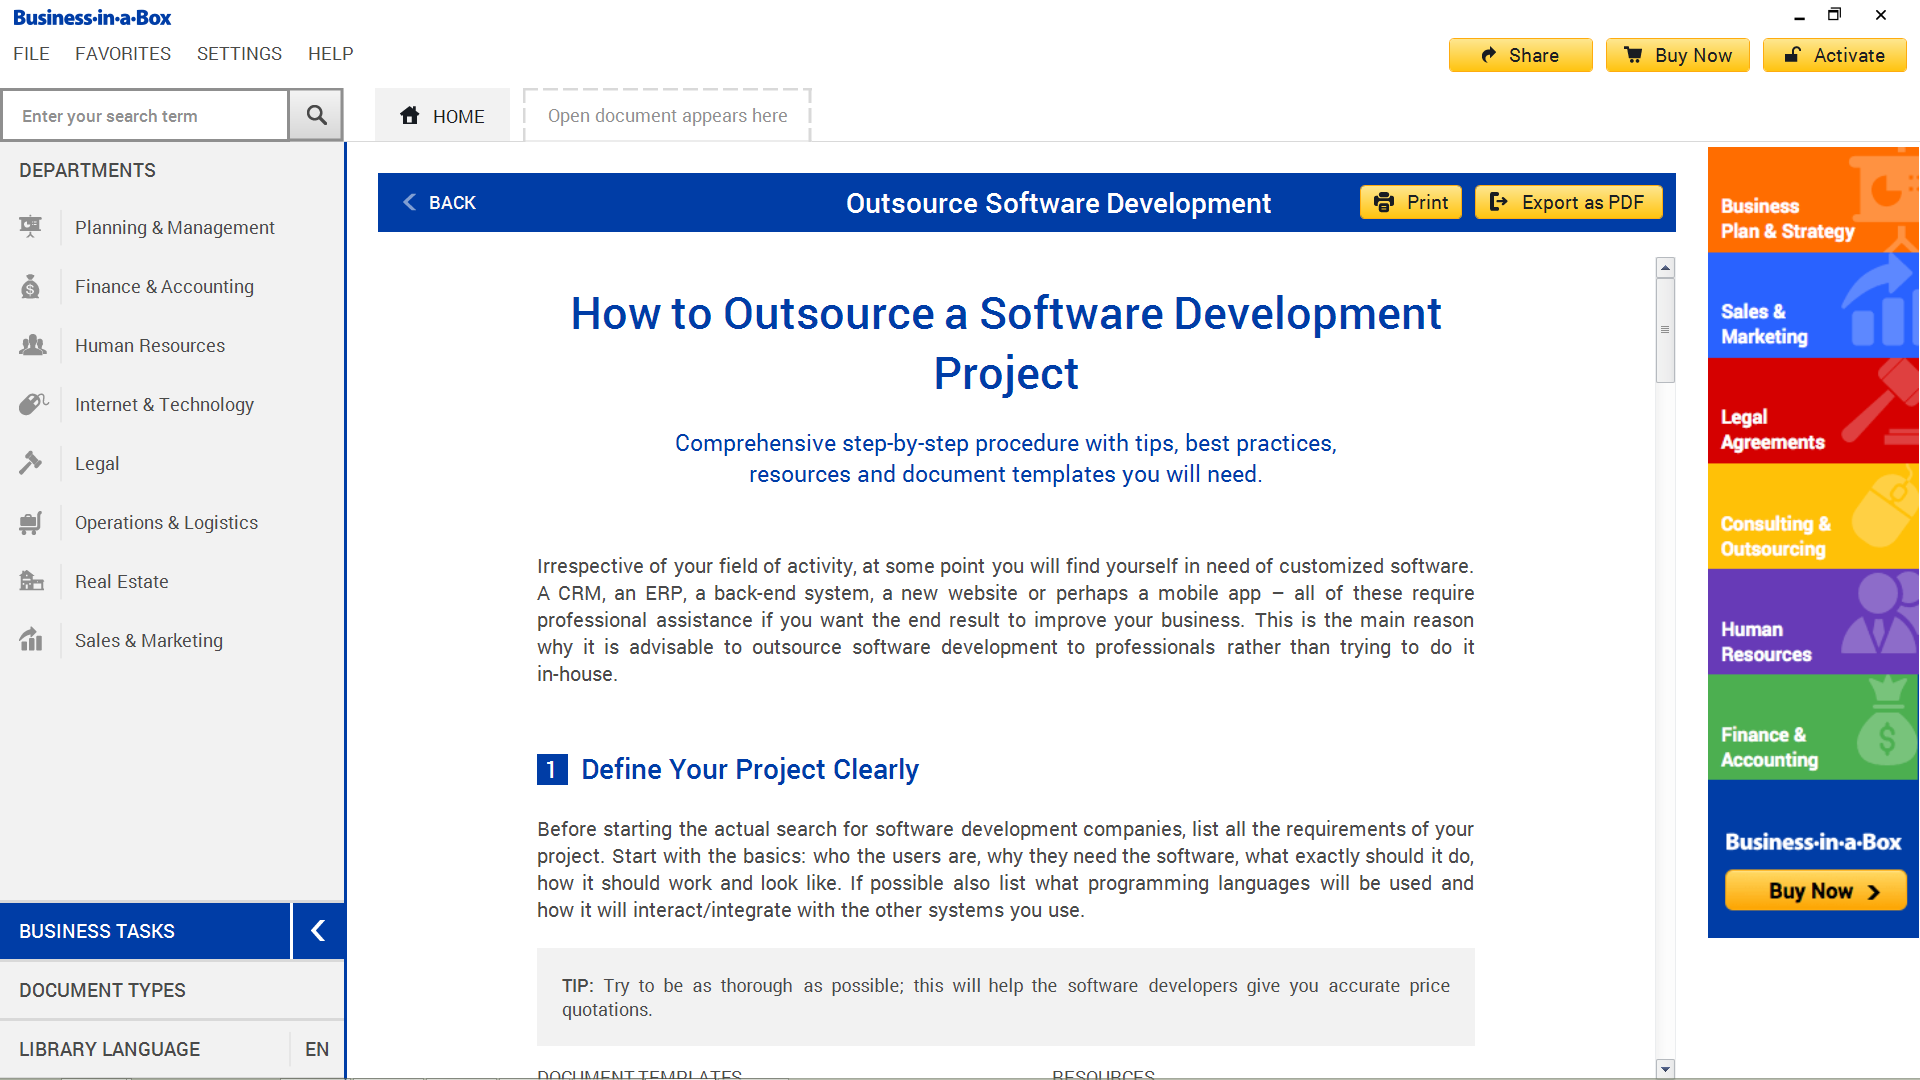 Business-in-a-Box
FILE FAVORITES SETTINGS HELP
Share Buy Now Activate
Enter your search term
HOME
Open document appears here
DEPARTMENTS
Planning & Management
Finance & Accounting
Human Resources
Internet & Technology
Legal
Operations & Logistics
Real Estate
Sales & Marketing
BUSINESS TASKS
DOCUMENT TYPES
LIBRARY LANGUAGE EN
BACK
Outsource Software Development
Print
Export as PDF
How to Outsource a Software Development
Project
Comprehensive step-by-step procedure with tips, best practices,
resources and document templates you will need.
Irrespective of your field of activity, at some point you will find yourself in need of customized software.
A CRM, an ERP, a back-end system, a new website or perhaps a mobile app – all of these require
professional assistance if you want the end result to improve your business. This is the main reason
why it is advisable to outsource software development to professionals rather than trying to do it
in-house.
1 Define Your Project Clearly
Before starting the actual search for software development companies, list all the requirements of your
project. Start with the basics: who the users are, why they need the software, what exactly should it do,
how it should work and look like. If possible also list what programming languages will be used and
how it will interact/integrate with the other systems you use.
TIP: Try to be as thorough as possible; this will help the software developers give you accurate price
quotations.
DOCUMENT TEMPLATES
RESOURCES
Business
Plan & Strategy
Sales &
Marketing
Legal
Agreements
Consulting &
Outsourcing
Human
Resources
Finance &
Accounting
Business-in-a-Box
Buy Now